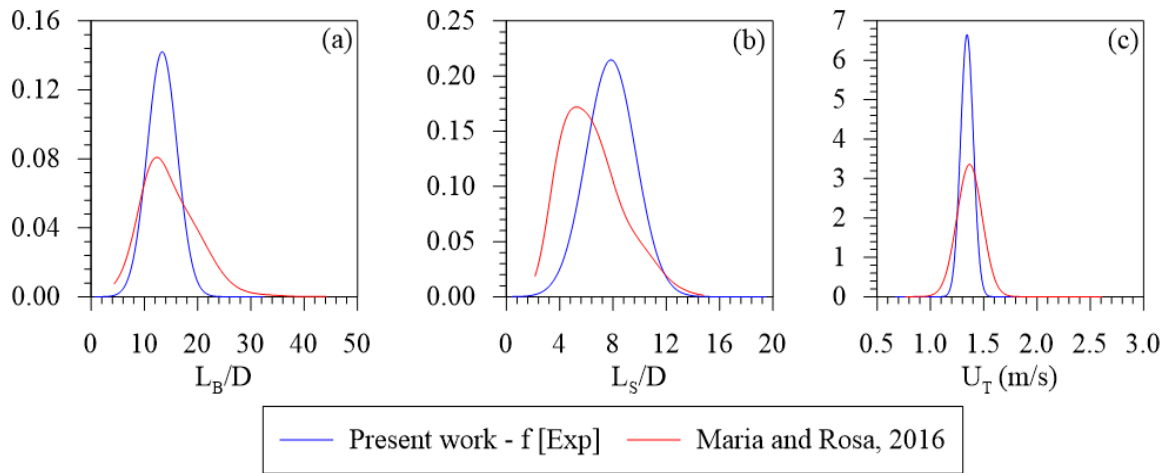 0.16
0.12
0.08
0.04
0.00
(a)
0 10 20 30 40 50
L_B/D
0.25
0.20
0.15
0.10
0.05
0.00
(b)
0 4 8 12 16 20
L_S/D
7
6
5
4
3
2
1
0
(c)
0.5 1.0 1.5 2.0 2.5 3.0
U_T (m/s)
Present work - f [Exp] Maria and Rosa, 2016